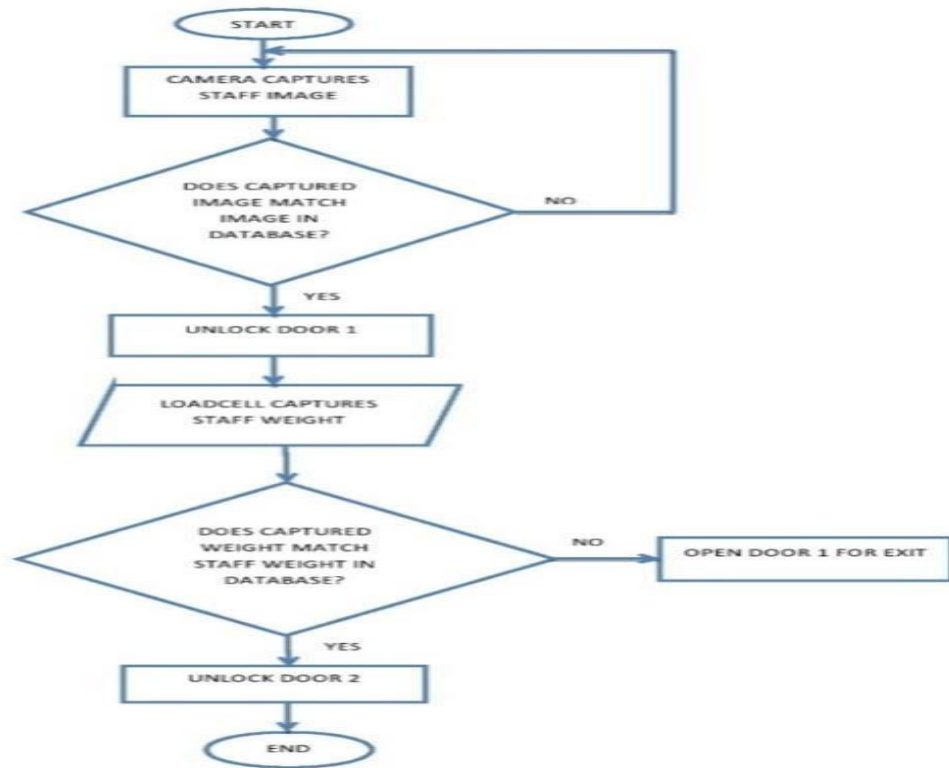 START
CAMERA CAPTURES
STAFF IMAGE
DOES CAPTURED
IMAGE MATCH
IMAGE IN
DATABASE?
NO
YES
UNLOCK DOOR 1
LOADCELL CAPTURES
STAFF WEIGHT
DOES CAPTURED
WEIGHT MATCH
STAFF WEIGHT IN
DATABASE?
NO
OPEN DOOR 1 FOR EXIT
YES
UNLOCK DOOR 2
END